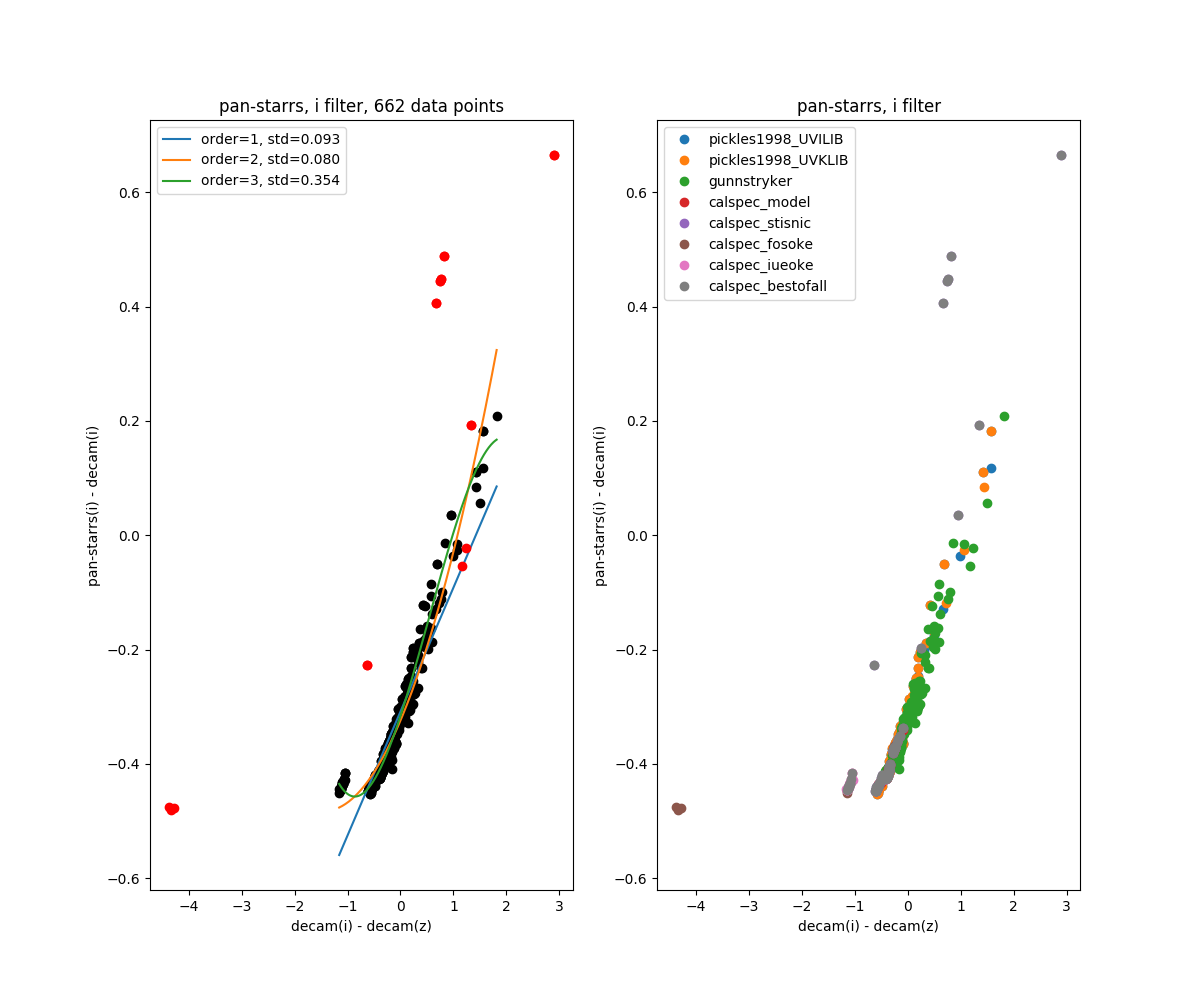 pan-starrs, i filter, 662 data points
order=1, std=0.093
order=2, std=0.080
order=3, std=0.354
0.6
0.4
0.2
0.0
−0.2
−0.4
−0.6
pan-starrs(i) - decam(i)
−4
−3
−2
−1
0
1
2
3
decam(i) - decam(z)
pan-starrs, i filter
pickles1998_UVILIB
pickles1998_UVKLIB
gunnstryker
calspec_model
calspec_stisnic
calspec_fosoke
calspec_iueoke
calspec_bestofall
0.6
0.4
0.2
0.0
−0.2
−0.4
−0.6
pan-starrs(i) - decam(i)
−4
−3
−2
−1
0
1
2
3
decam(i) - decam(z)